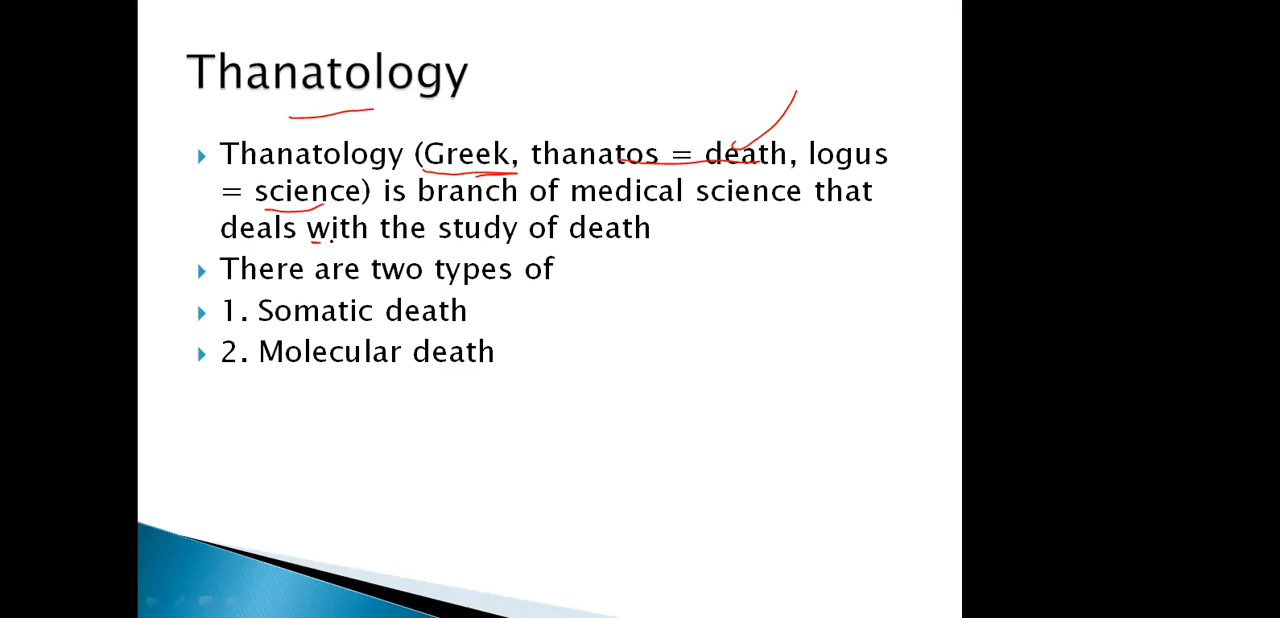 Thanatology
Thanatology (Greek, thanatos = death, logus
= science) is branch of medical science that
deals with the study of death
There are two types of
1. Somatic death
2. Molecular death